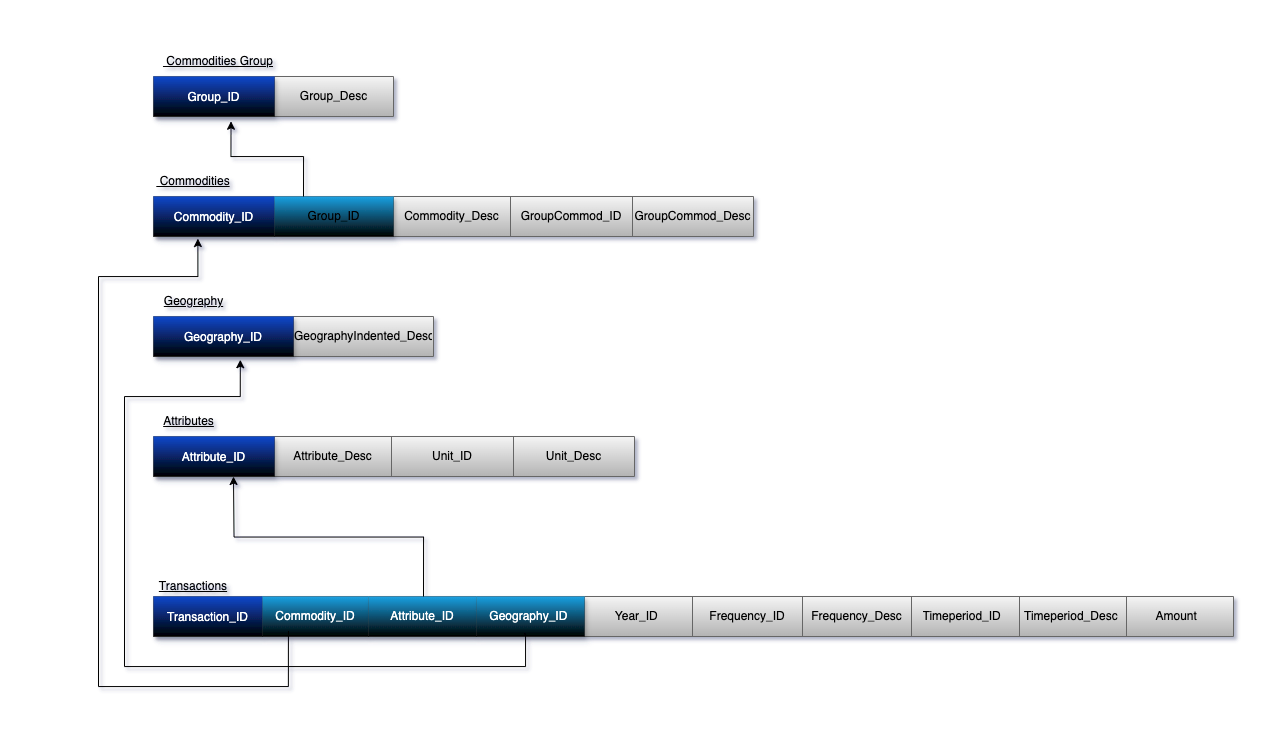 Commodities Group
Group_ID Group_Desc
Commodities
Commodity_ID Group_ID Commodity_Desc GroupCommod_ID GroupCommod_Desc
Geography
Geography_ID GeographyIndented_Desc
Attributes
Attribute_ID Attribute_Desc Unit_ID Unit_Desc
Transactions
Transaction_ID Commodity_ID Attribute_ID Geography_ID Year_ID Frequency_ID Frequency_Desc Timeperiod_ID Timeperiod_Desc Amount